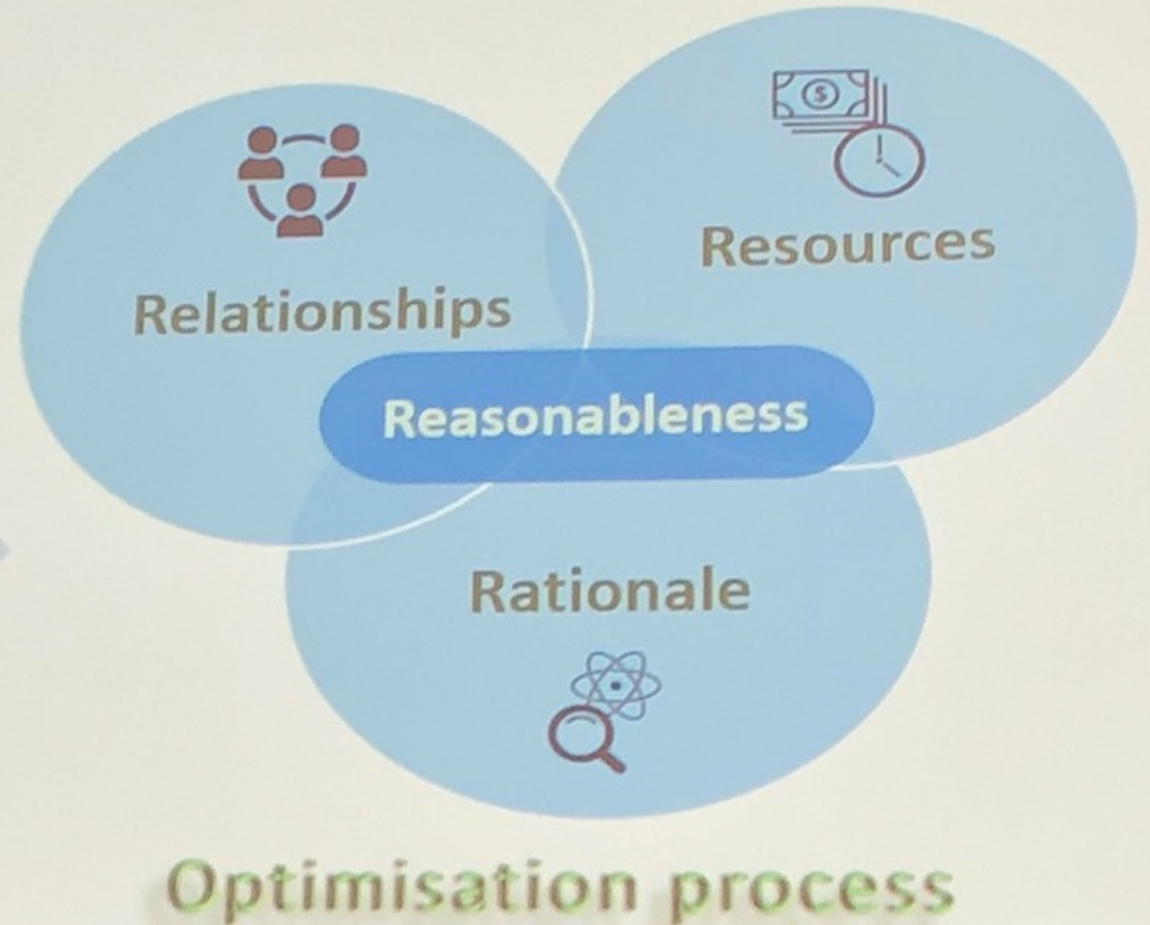 Resources
Relationships
Reasonableness
Rationale
Optimisation process